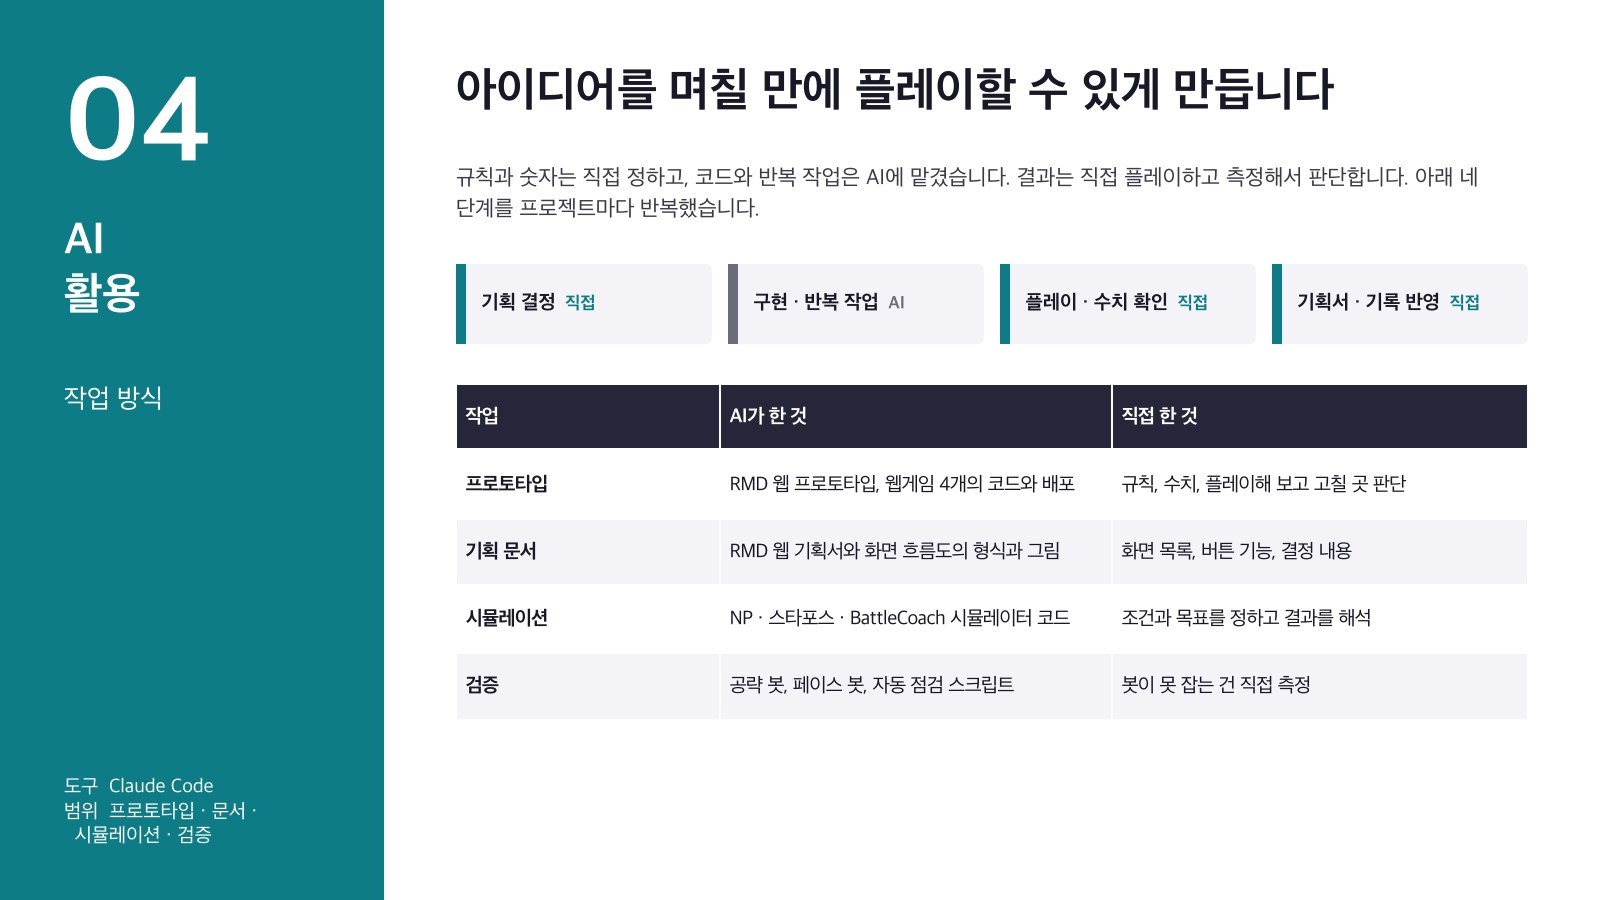 04
AI
활용
작업 방식
도구 Claude Code
범위 프로토타입 · 문서 ·
시뮬레이션 · 검증
아이디어를 며칠 만에 플레이할 수 있게 만듭니다
규칙과 숫자는 직접 정하고, 코드와 반복 작업은 AI에 맡겼습니다. 결과는 직접 플레이하고 측정해서 판단합니다. 아래 네
단계를 프로젝트마다 반복했습니다.
기획 결정 직접
구현 · 반복 작업 AI
플레이 · 수치 확인 직접
기획서 · 기록 반영 직접
작업 AI가 한 것 직접 한 것
프로토타입 RMD 웹 프로토타입, 웹게임 4개의 코드와 배포 규칙, 수치, 플레이해 보고 고칠 곳 판단
기획 문서 RMD 웹 기획서와 화면 흐름도의 형식과 그림 화면 목록, 버튼 기능, 결정 내용
시뮬레이션 NP · 스타포스 · BattleCoach 시뮬레이터 코드 조건과 목표를 정하고 결과를 해석
검증 공략 봇, 페이스 봇, 자동 점검 스크립트 봇이 못 잡는 건 직접 측정